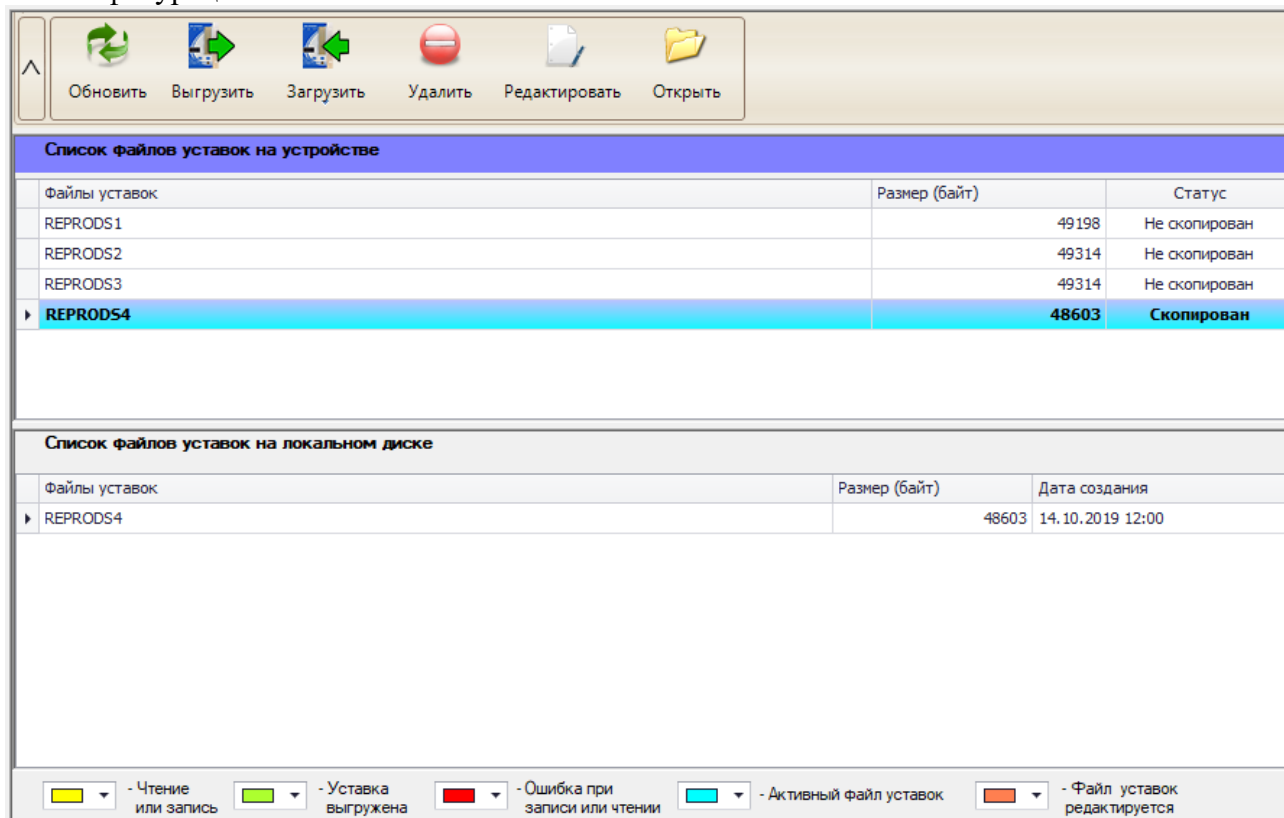 Обновить Выгрузить Загрузить Удалить Редактировать Открыть
Список файлов уставок на устройстве
Файлы уставок Размер (байт) Статус
REPRODS1 49198 Не скопирован
REPRODS2 49314 Не скопирован
REPRODS3 49314 Не скопирован
REPRODS4 48603 Скопирован
Список файлов уставок на локальном диске
Файлы уставок Размер (байт) Дата создания
REPRODS4 48603 14.10.2019 12:00
- Чтение или запись
- Уставка выгружена
- Ошибка при записи или чтении
- Активный файл уставок
- Файл уставок редактируется